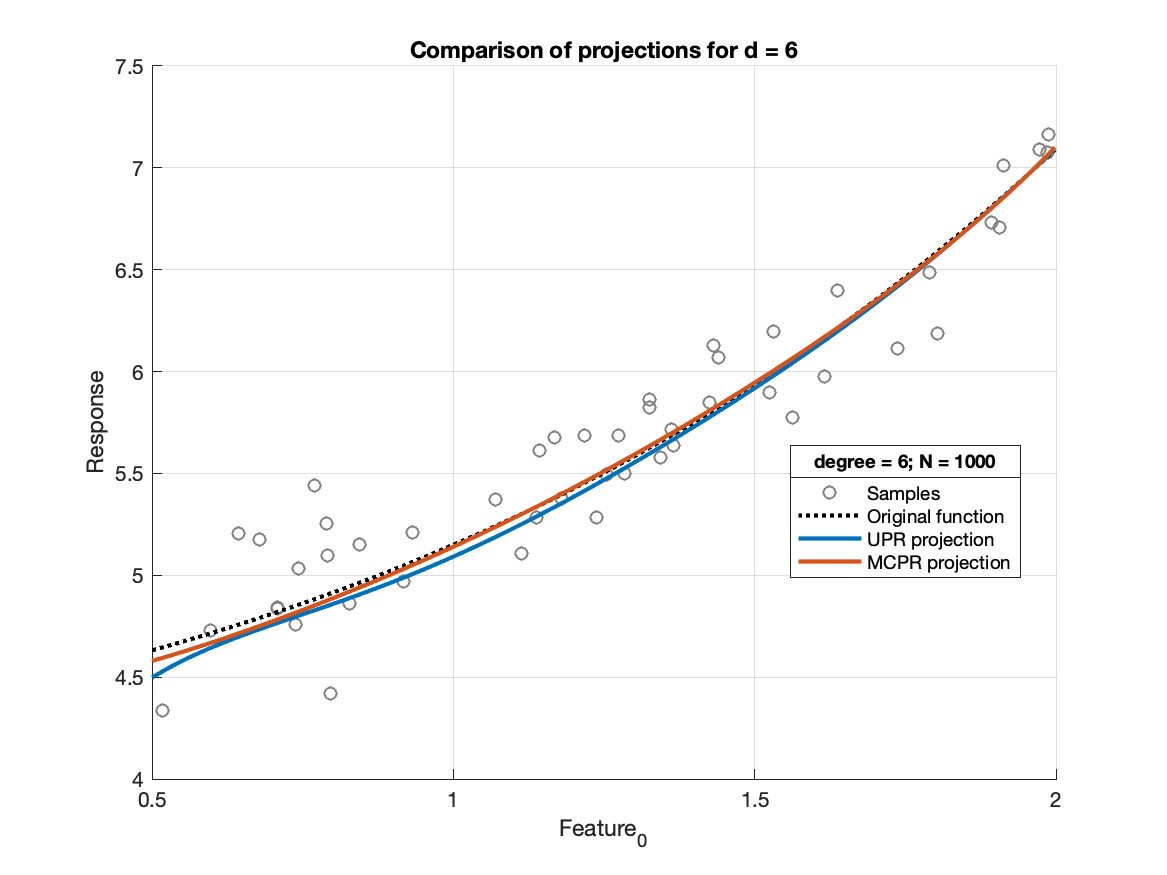 Comparison of projections for d = 6
7.5
7
6.5
6
5.5
5
4.5
4
Response
degree = 6; N = 1000
Samples
Original function
UPR projection
MCPR projection
0.5
1
1.5
2
Feature0